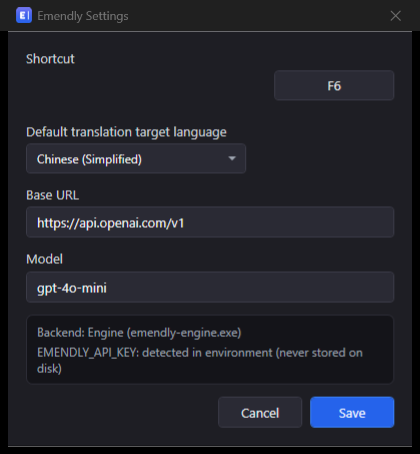 EI Emendly Settings
Shortcut
F6
Default translation target language
Chinese (Simplified)
Base URL
https://api.openai.com/v1
Model
gpt-4o-mini
Backend: Engine (emendly-engine.exe)
EMENDLY_API_KEY: detected in environment (never stored on
disk)
Cancel Save